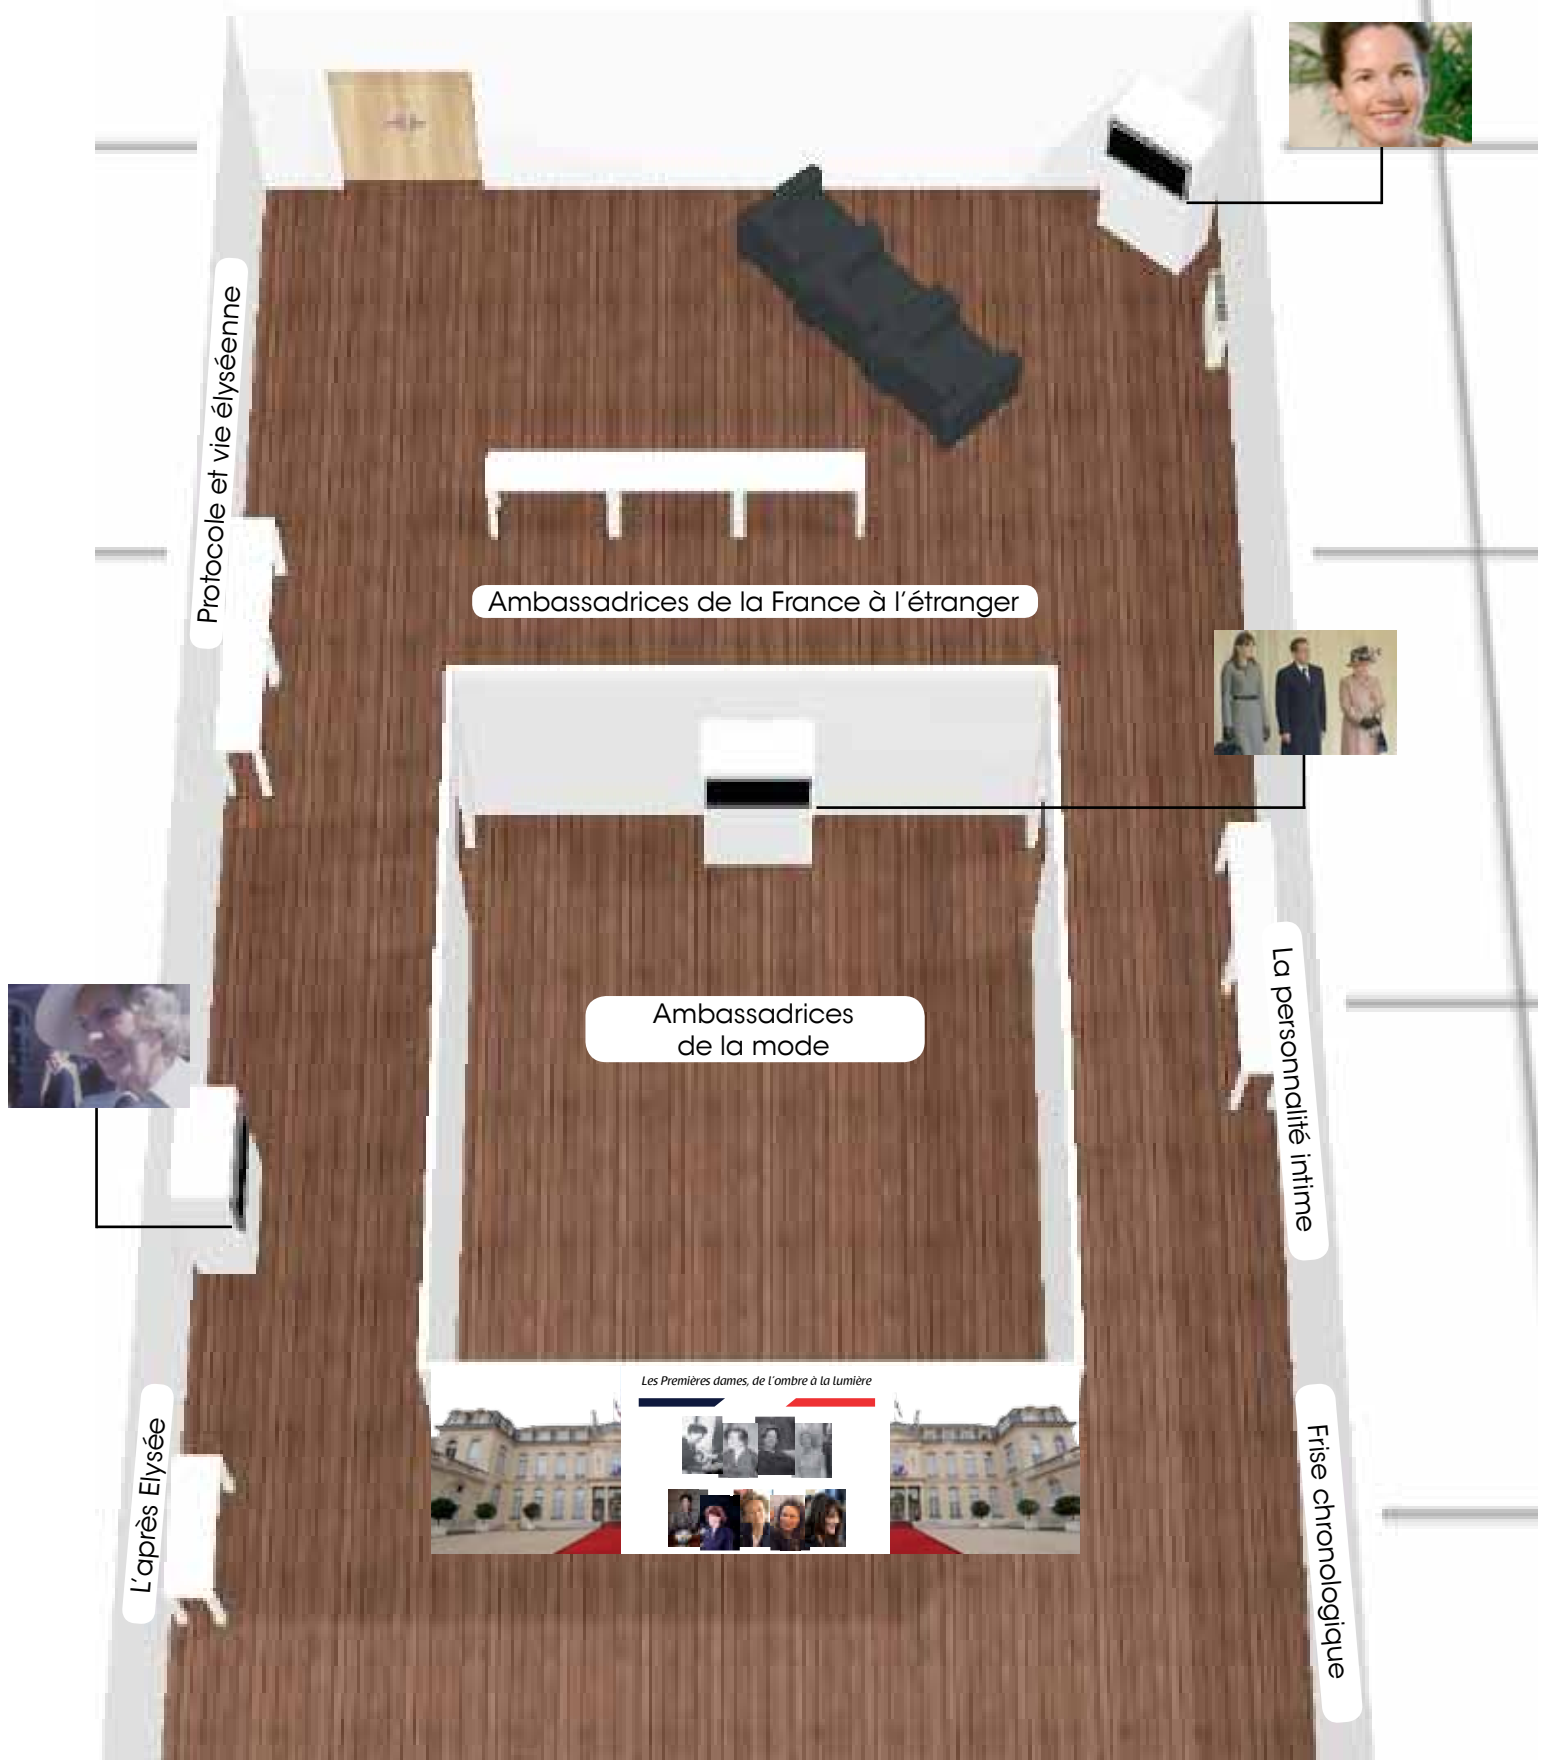 Protocole et vie élyséenne
Ambassadrices de la France à l'étranger
Ambassadrices
de la mode
La personnalité intime
Les Premières dames, de l'ombre à la lumière
L'après Elysée
Frise chronologique